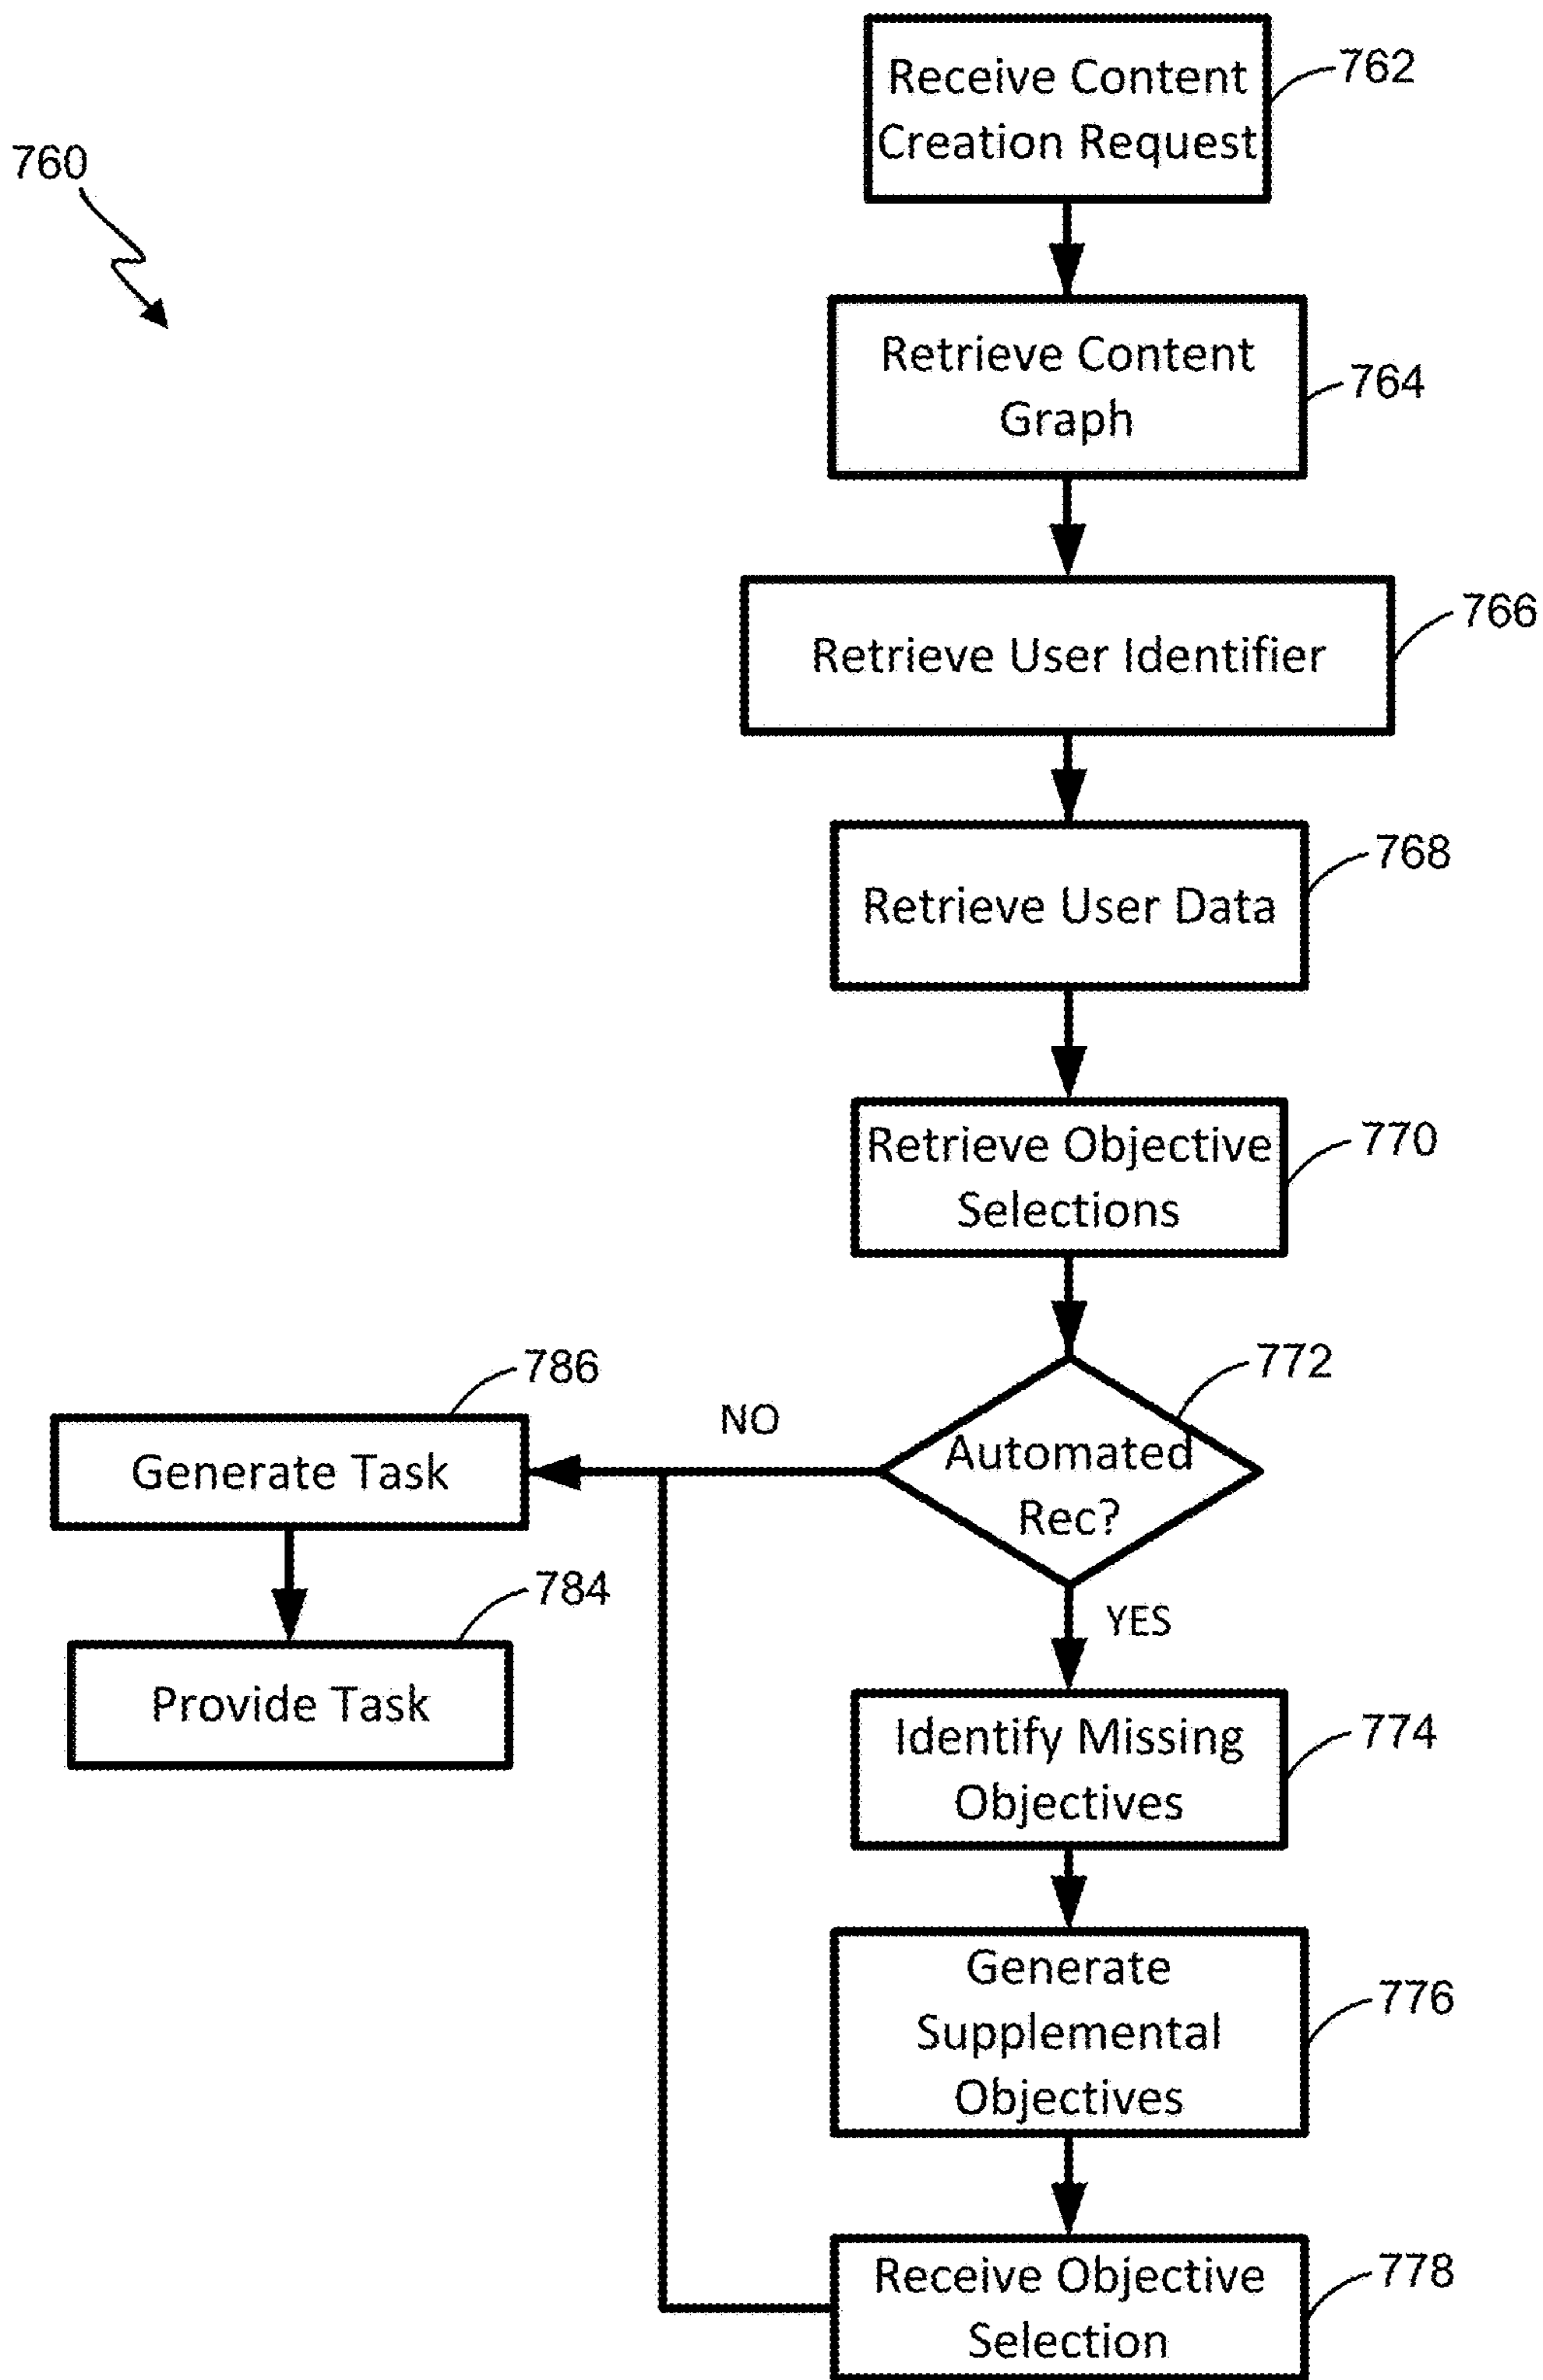 Receive Content
Creation Request
762
760
Retrieve Content
Graph
764
Retrieve User Identifier
766
Retrieve User Data
768
Retrieve Objective
Selections
770
Automated
Rec?
772
NO
YES
786
Generate Task
784
Provide Task
Identify Missing
Objectives
774
Generate
Supplemental
Objectives
776
Receive Objective
Selection
778